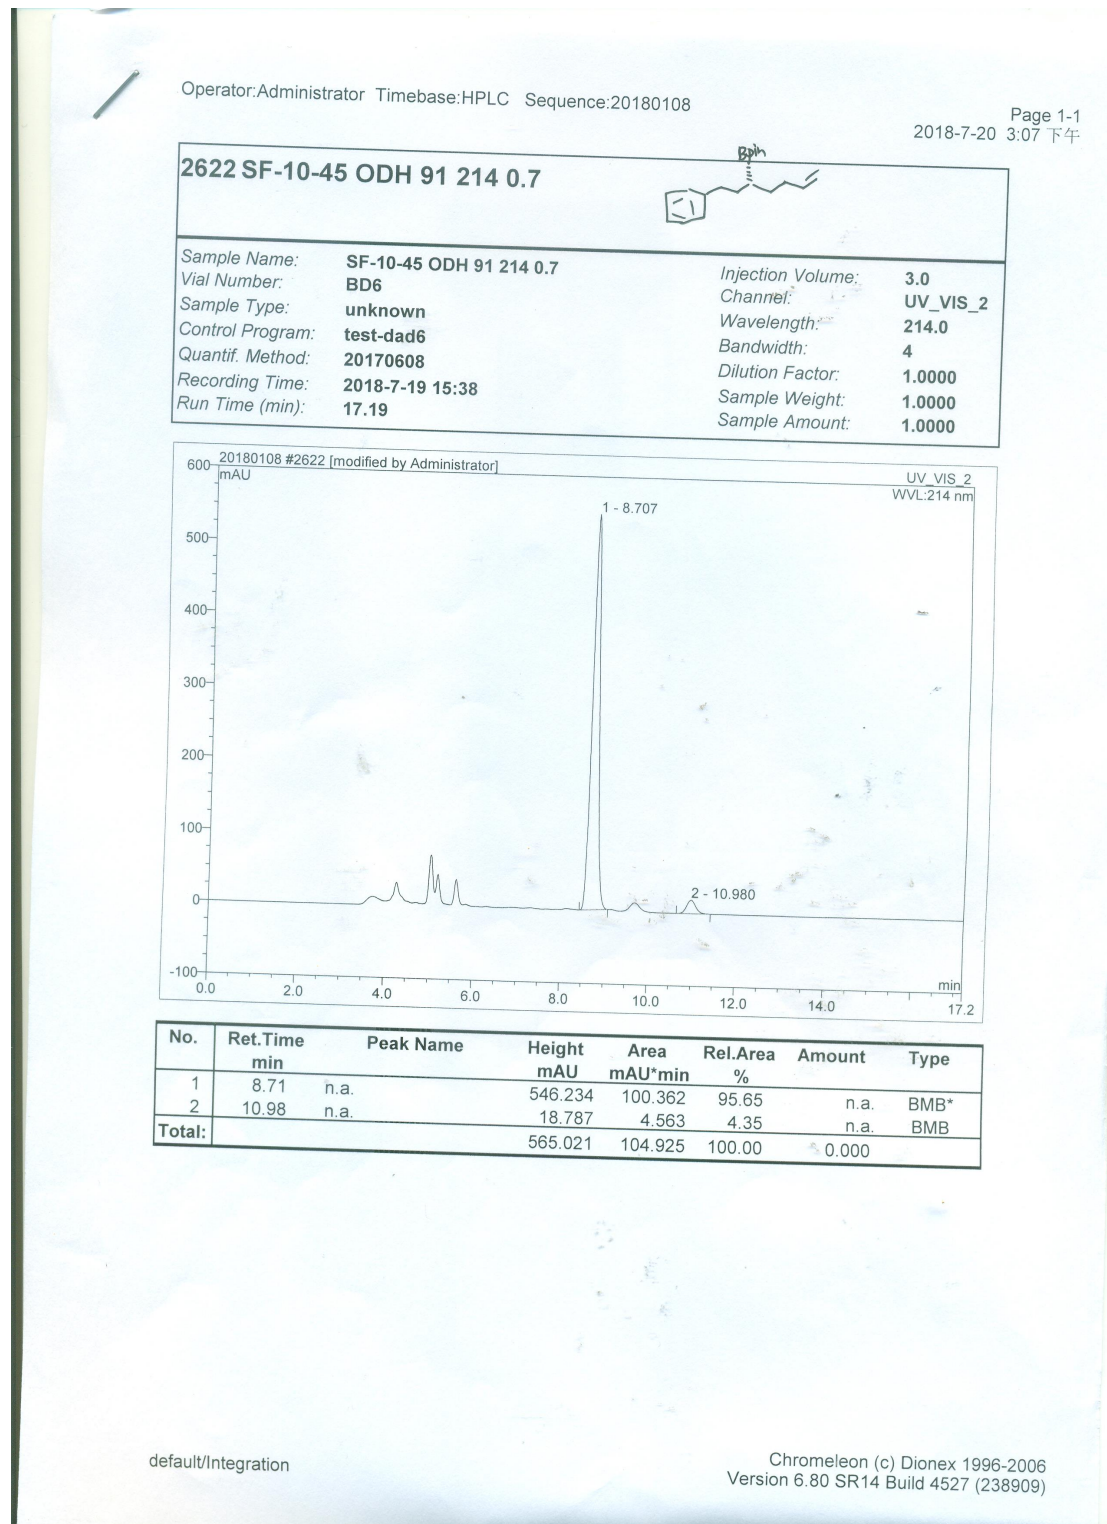 Operator:Administrator Timebase:HPLC Sequence:20180108
Page 1-1
2018-7-20 3:07 下午
2622 SF-10-45 ODH 91 214 0.7
Bpin
Sample Name: SF-10-45 ODH 91 214 0.7 Injection Volume: 3.0
Vial Number: BD6 Channel: UV_VIS_2
Sample Type: unknown Wavelength: 214.0
Control Program: test-dad6 Bandwidth: 4
Quantif. Method: 20170608 Dilution Factor: 1.0000
Recording Time: 2018-7-19 15:38 Sample Weight: 1.0000
Run Time (min): 17.19 Sample Amount: 1.0000
20180108 #2622 [modified by Administrator] UV_VIS_2
mAU WVL:214 nm
600
1 - 8.707
500
400
300
200
100
2 - 10.980
0
-100
min
0.0 2.0 4.0 6.0 8.0 10.0 12.0 14.0 17.2
No. Ret.Time Peak Name Height Area Rel.Area Amount Type
min mAU mAU*min %
1 8.71 n.a. 546.234 100.362 95.65 n.a. BMB*
2 10.98 n.a. 18.787 4.563 4.35 n.a. BMB
Total: 565.021 104.925 100.00 0.000
default/Integration
Chromeleon (c) Dionex 1996-2006
Version 6.80 SR14 Build 4527 (238909)